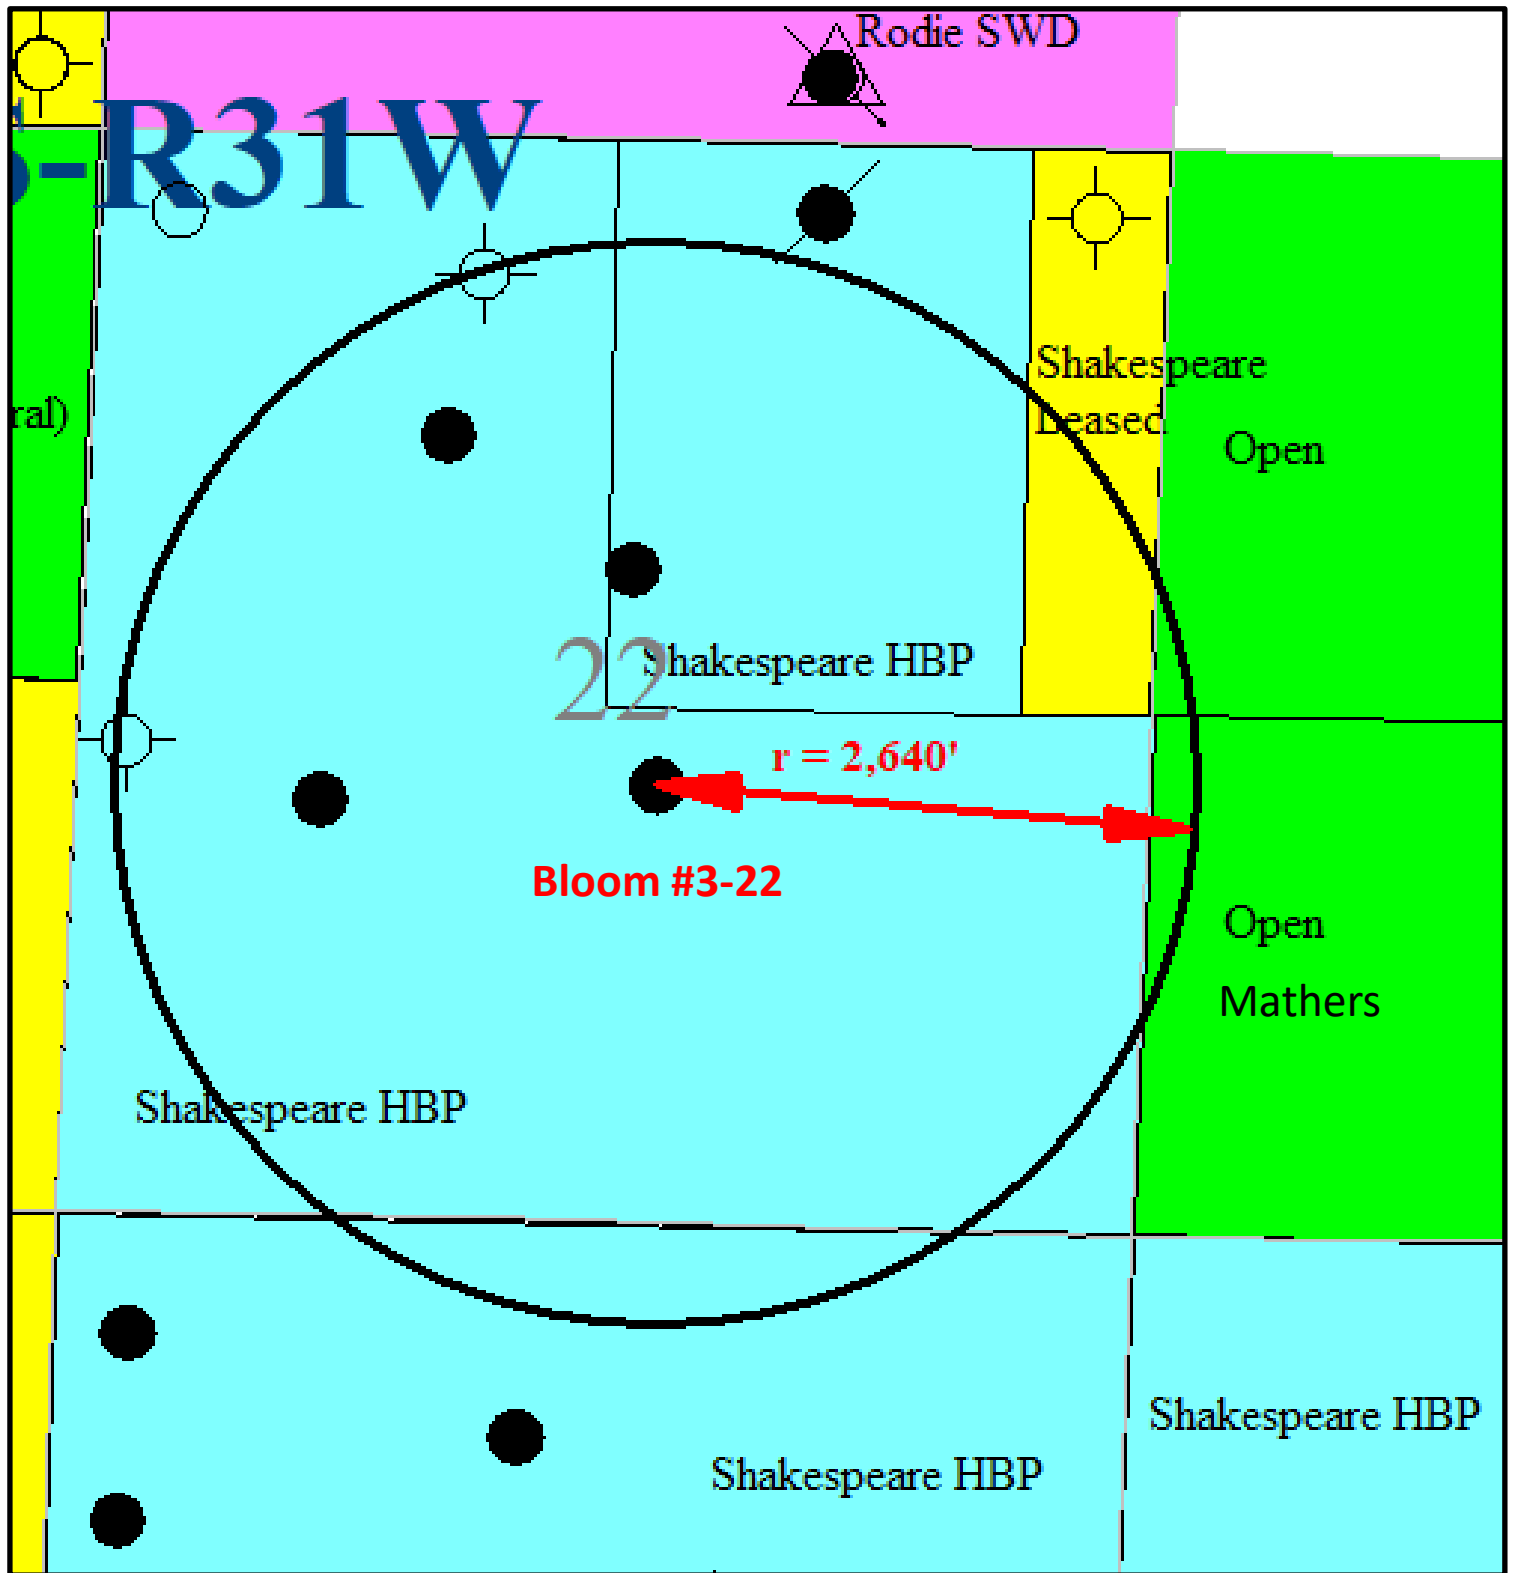 Rodie SWD
-R31W
Shakespeare
Leased
ral)
Open
22
Shakespeare HBP
r = 2,640'
Bloom #3-22
Open
Mathers
Shakespeare HBP
Shakespeare HBP
Shakespeare HBP